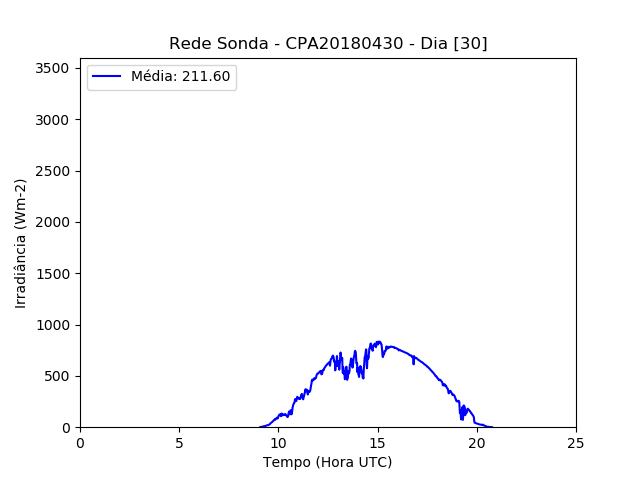 Rede Sonda - CPA20180430 - Dia [30]
Média: 211.60
3500
3000
2500
2000
1500
1000
500
0
Irradiância (Wm-2)
0 5 10 15 20 25
Tempo (Hora UTC)